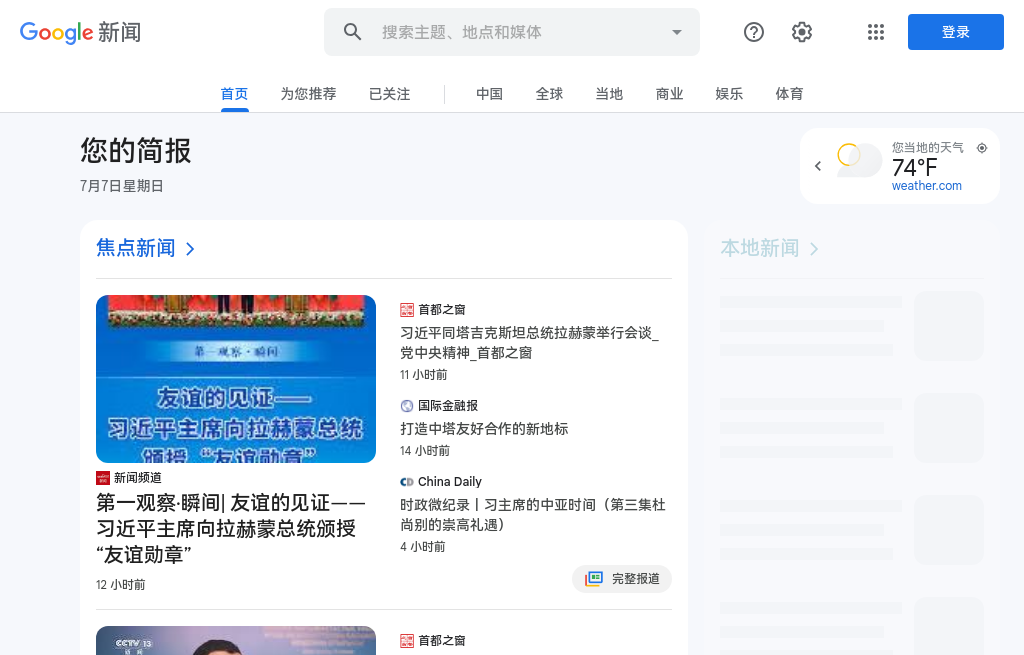 Google 新闻
搜索主题、地点和媒体
登录
首页
为您推荐
已关注
中国
全球
当地
商业
娱乐
体育
您的简报
7月7日星期日
您当地的天气
74°F
weather.com
焦点新闻
第一观察·瞬间
友谊的见证——
习近平主席向拉赫蒙总统
颁授“友谊勋章”
新闻频道
第一观察·瞬间| 友谊的见证——
习近平主席向拉赫蒙总统颁授
“友谊勋章”
12 小时前
首都之窗
习近平同塔吉克斯坦总统拉赫蒙举行会谈_
党中央精神_首都之窗
11 小时前
国际金融报
打造中塔友好合作的新地标
14 小时前
China Daily
时政微纪录丨习主席的中亚时间（第三集杜
尚别的崇高礼遇）
4 小时前
完整报道
本地新闻
CCTV 13
新闻
首都之窗